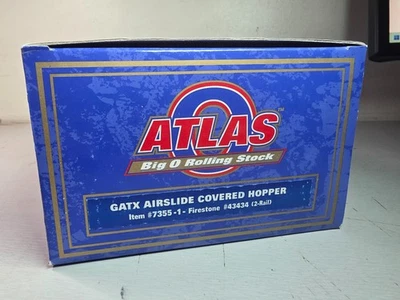 ATLAS
Big O Rolling Stock
GATX AIRSLIDE COVERED HOPPER
Item #7355-1 - Firestone #43434 (2-Rail)